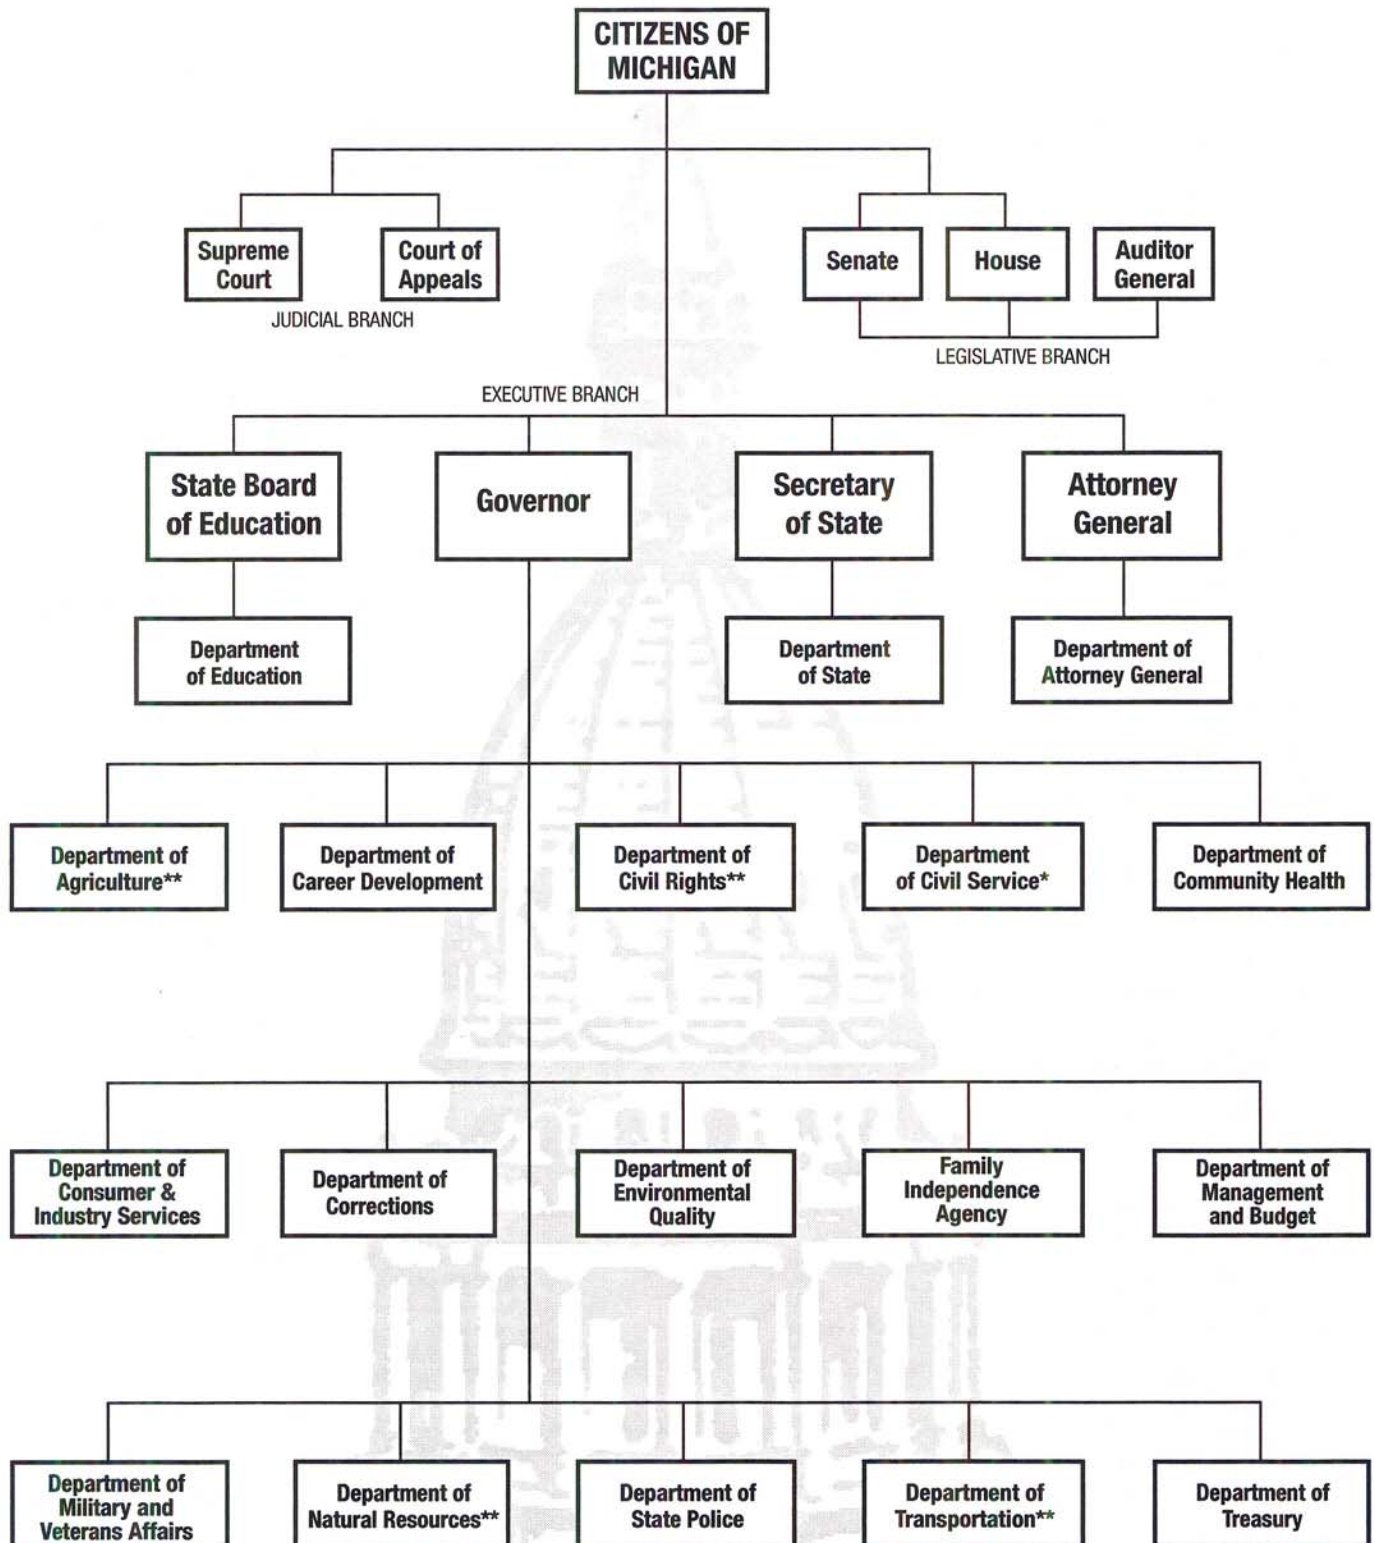 CITIZENS OF
MICHIGAN
Supreme
Court
Court of
Appeals
JUDICIAL BRANCH
Senate
House
Auditor
General
LEGISLATIVE BRANCH
EXECUTIVE BRANCH
State Board
of Education
Governor
Secretary
of State
Attorney
General
Department
of Education
Department
of State
Department of
Attorney General
Department of
Agriculture**
Department of
Career Development
Department of
Civil Rights**
Department
of Civil Service*
Department of
Community Health
Department of
Consumer &
Industry Services
Department of
Corrections
Department of
Environmental
Quality
Family
Independence
Agency
Department of
Management
and Budget
Department of
Military and
Veterans Affairs
Department of
Natural Resources**
Department of
State Police
Department of
Transportation**
Department of
Treasury